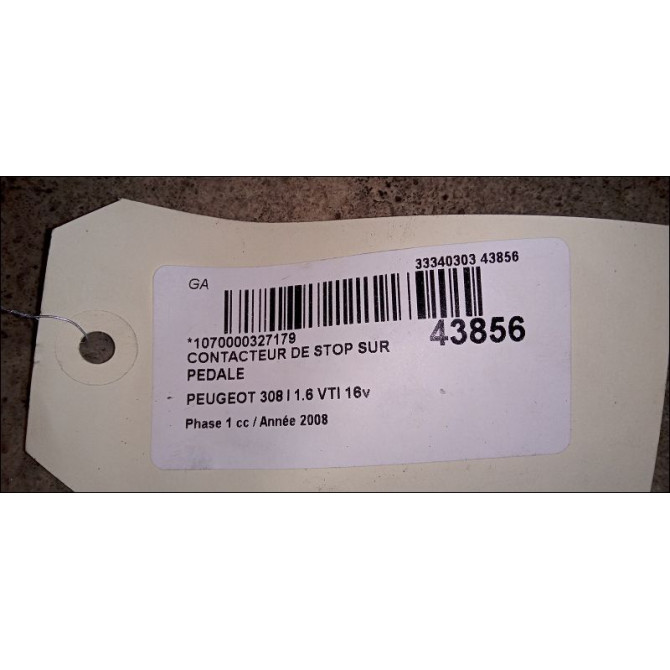 33340303 43856
GA
*1070000327179
43856
CONTACTEUR DE STOP SUR
PEDALE
PEUGEOT 308 I 1.6 VTI 16v
Phase 1 cc / Année 2008